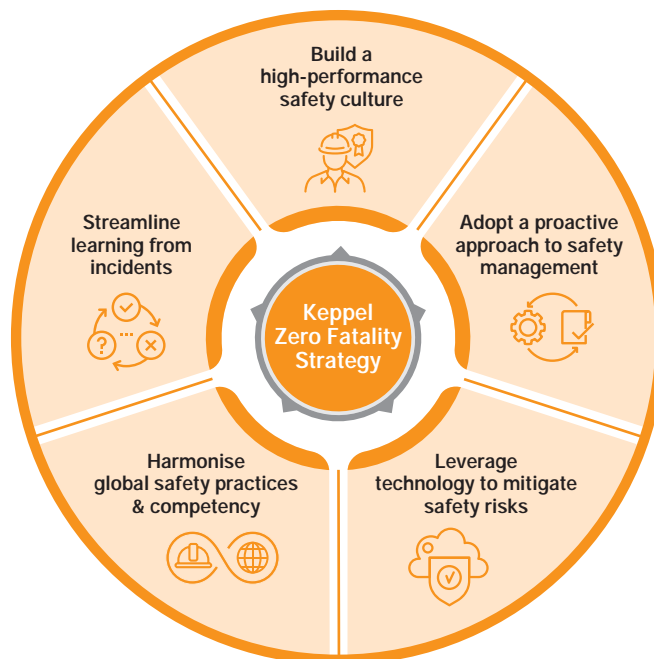 Build a
high-performance
safety culture
Adopt a proactive
approach to safety
management
Leverage
technology to mitigate
safety risks
Harmonise
global safety practices
& competency
Streamline
learning from
incidents
Keppel
Zero Fatality
Strategy